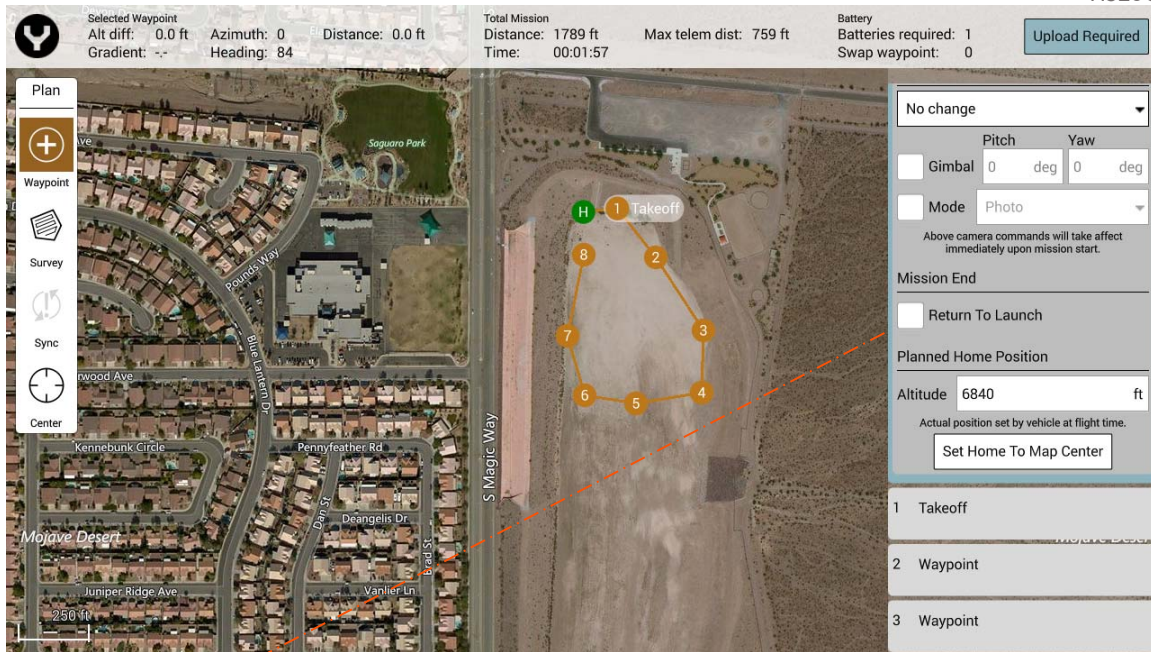 Selected Waypoint
Alt diff: 0.0 ft Azimuth: 0 Distance: 0.0 ft
Gradient: -.- Heading: 84
Total Mission
Distance: 1789 ft Max telem dist: 759 ft
Time: 00:01:57
Battery
Batteries required: 1
Swap waypoint: 0
Upload Required
Plan
Waypoint
Survey
Sync
Center
Saguaro Park
Pounds Way
Blue Lantern Dr
rwood Ave
Kennebunk Circle
Pennyfeather Rd
S Magic Way
Dan St
Deangelis Dr
Brad St
Mojave Desert
Juniper Ridge Ave
Vanlier Ln
250 ft
H
1 Takeoff
2
3
4
5
6
7
8
No change
Pitch Yaw
Gimbal 0 deg 0 deg
Mode Photo
Above camera commands will take affect
immediately upon mission start.
Mission End
Return To Launch
Planned Home Position
Altitude 6840 ft
Actual position set by vehicle at flight time.
Set Home To Map Center
1 Takeoff
2 Waypoint
3 Waypoint